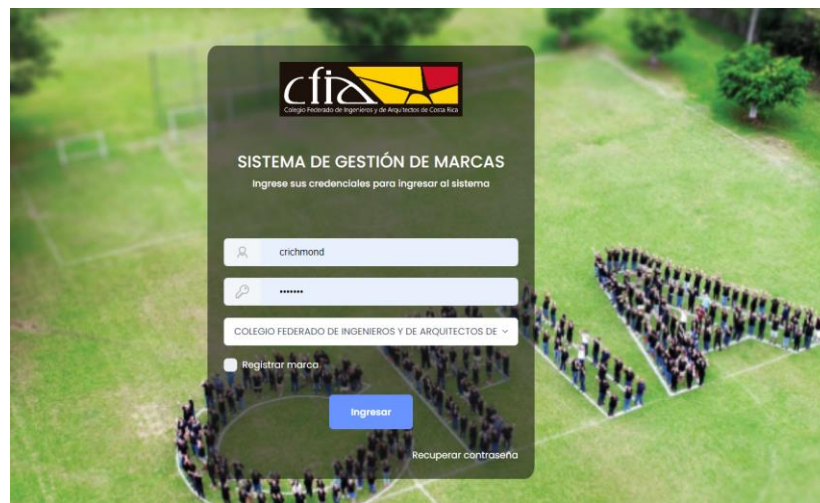 cfia
Colegio Federado de Ingenieros y de Arquitectos de Costa Rica
SISTEMA DE GESTIÓN DE MARCAS
Ingrese sus credenciales para ingresar al sistema
crichmond
•••••••
COLEGIO FEDERADO DE INGENIEROS Y DE ARQUITECTOS DE
Registrar marca
Ingresar
Recuperar contraseña
CFIA